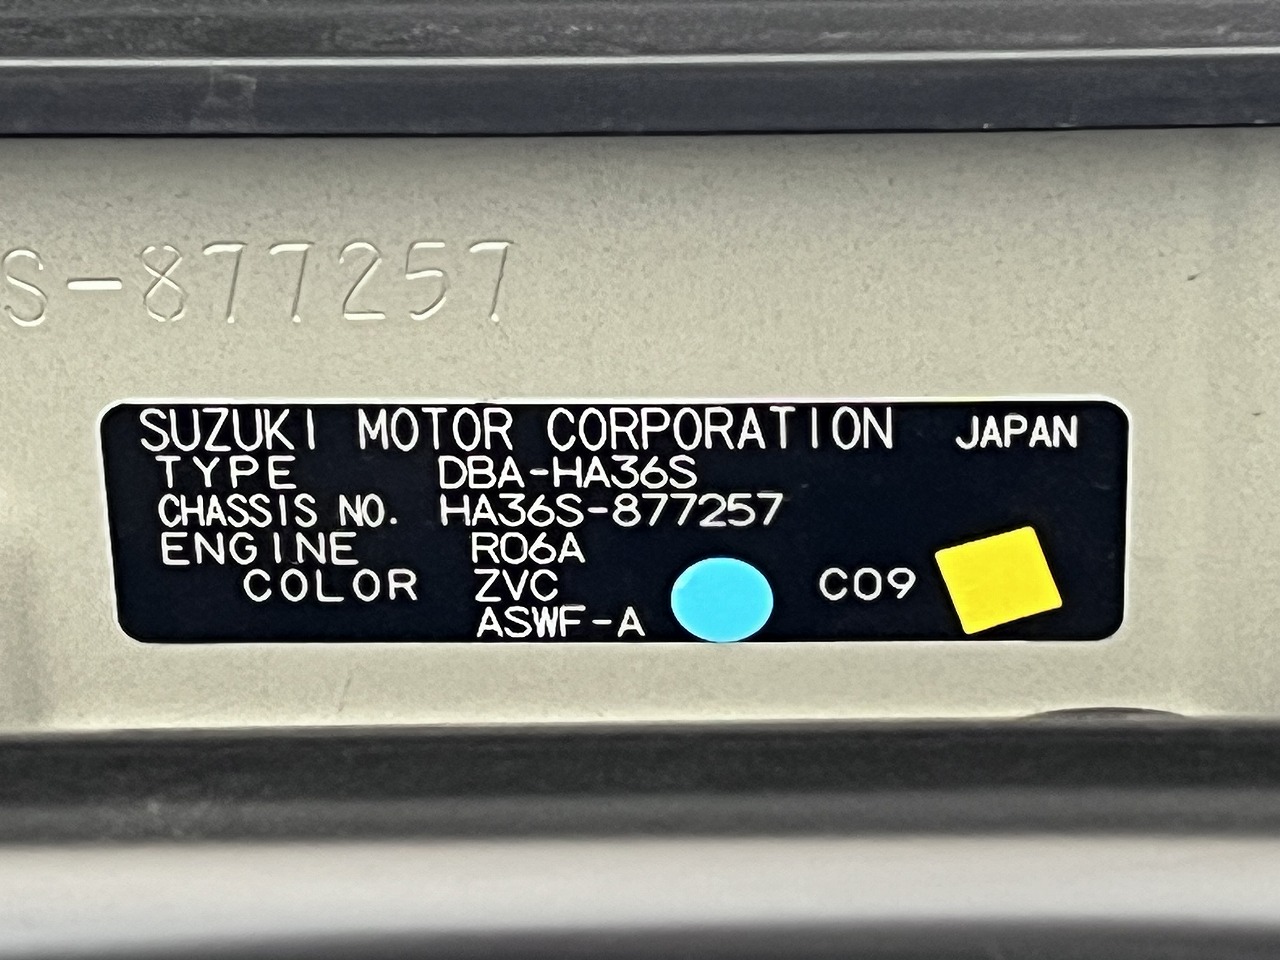 S-877257
SUZUKI MOTOR CORPORATION JAPAN
TYPE DBA-HA36S
CHASSIS NO. HA36S-877257
ENGINE R06A
COLOR ZVC C09
ASWF-A